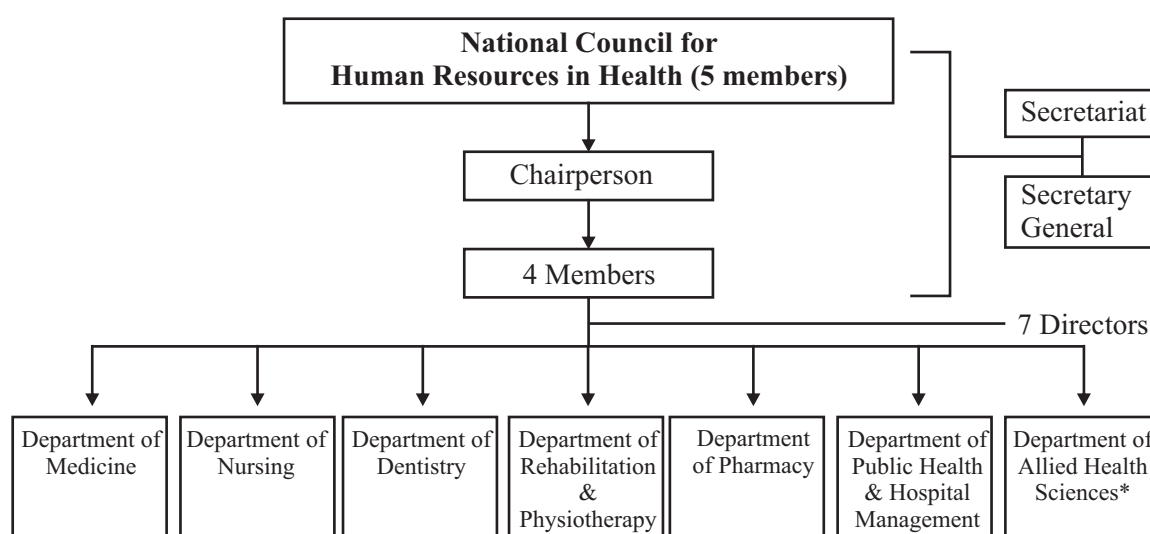 National Council for
Human Resources in Health (5 members)
Secretariat
Chairperson
Secretary
General
4 Members
7 Directors
Department of
Medicine
Department of
Nursing
Department of
Dentistry
Department of
Rehabilitation
&
Physiotherapy
Department
of Pharmacy
Department of
Public Health
& Hospital
Management
Department of
Allied Health
Sciences*